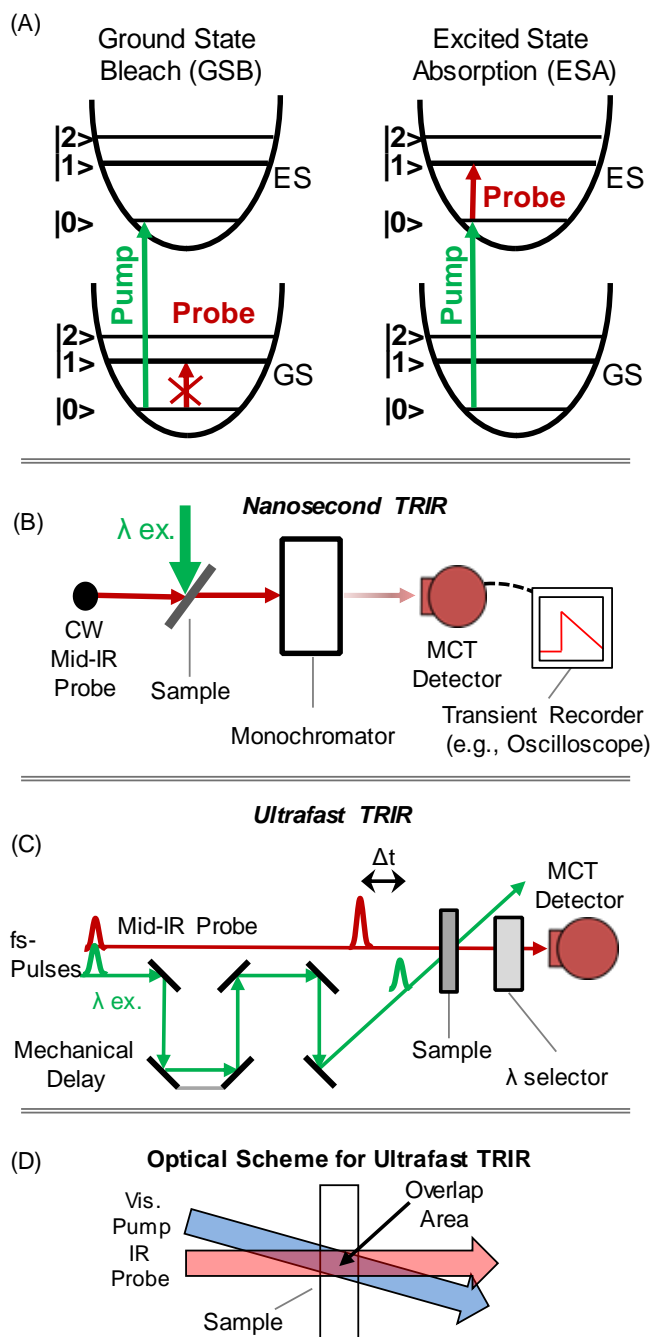 (A)
Ground State
Bleach (GSB)
Excited State
Absorption (ESA)
|2>
|1>
ES
|0>
Pump
Probe
|2>
|1>
GS
|0>
|2>
|1>
ES
Probe
|0>
Pump
|2>
|1>
GS
|0>
(B)
Nanosecond TRIR
λ ex.
CW
Mid-IR
Probe
Sample
Monochromator
MCT
Detector
Transient Recorder
(e.g., Oscilloscope)
Ultrafast TRIR
(C)
Δt
MCT
Detector
Mid-IR Probe
fs-
Pulses
λ ex.
Mechanical
Delay
Sample
λ selector
(D)
Optical Scheme for Ultrafast TRIR
Vis.
Pump
IR
Probe
Overlap
Area
Sample